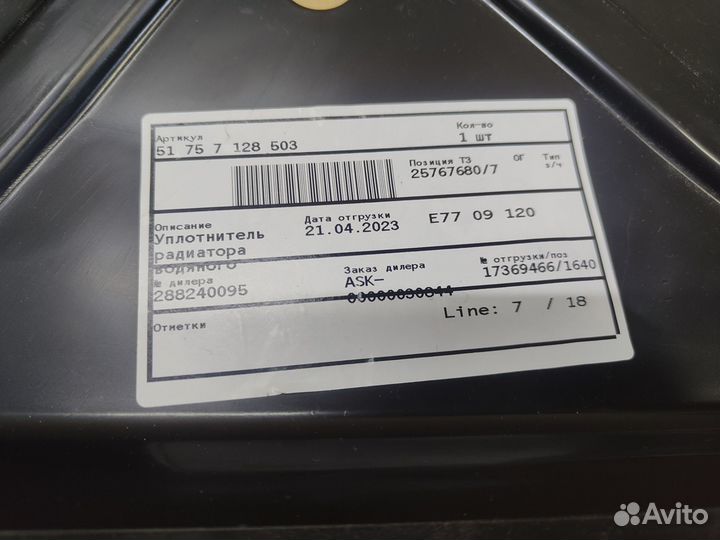 Артикул
Кол-во
51 75 7 128 503
1 шт
Позиция ТЗ
ОГ
Тип
з/ч
25767680/7
Описание
Дата отгрузки
E77 09 120
Уплотнитель
21.04.2023
радиатора
водяного
№ дилера
Заказ дилера
№ отгрузки/поз
288240095
ASK-
17369466/1640
00000030844
Отметки
Line: 7 / 18
Avito